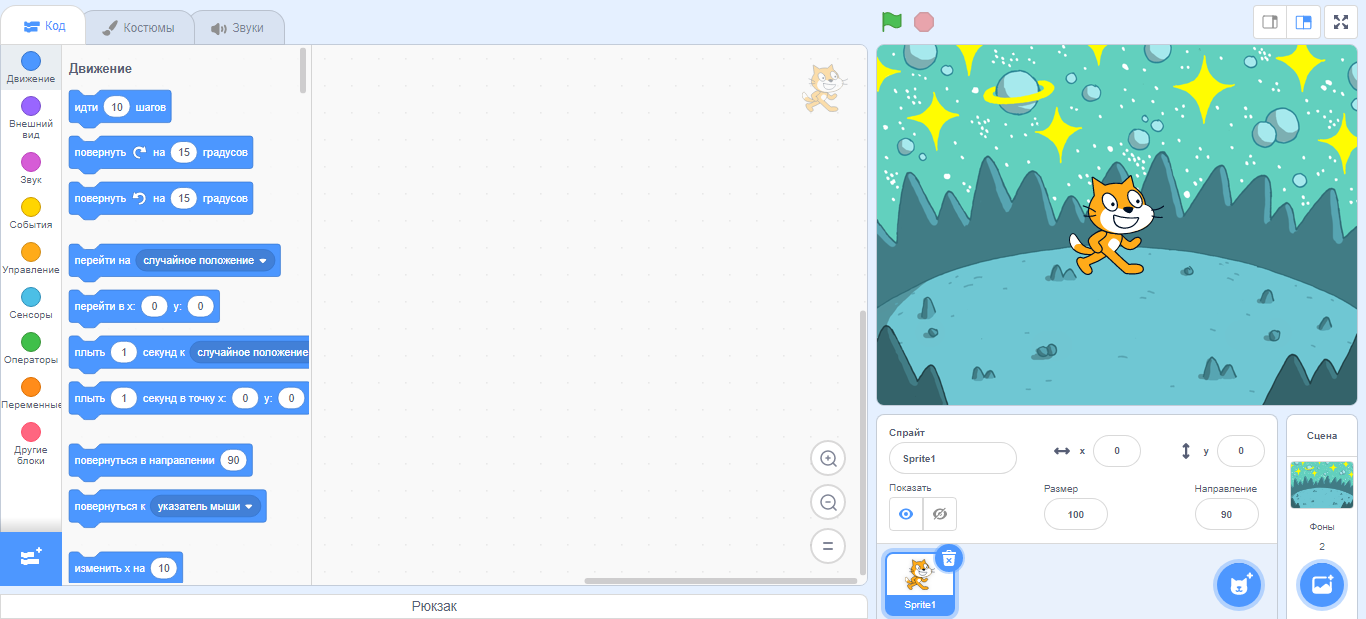 Код
Костюмы
Звуки
Движение
Внешний
вид
Звук
События
Управление
Сенсоры
Операторы
Переменные
Другие
блоки
Движение
идти 10 шагов
повернуть на 15 градусов
повернуть на 15 градусов
перейти на случайное положение
перейти в x: 0 y: 0
плыть 1 секунд к случайное положение
плыть 1 секунд в точку x: 0 y: 0
повернуться в направлении 90
повернуться к указатель мыши
изменить x на 10
Рюкзак
Спрайт
Sprite1
x 0
y 0
Показать
Размер
100
Направление
90
Sprite1
Сцена
Фоны
2